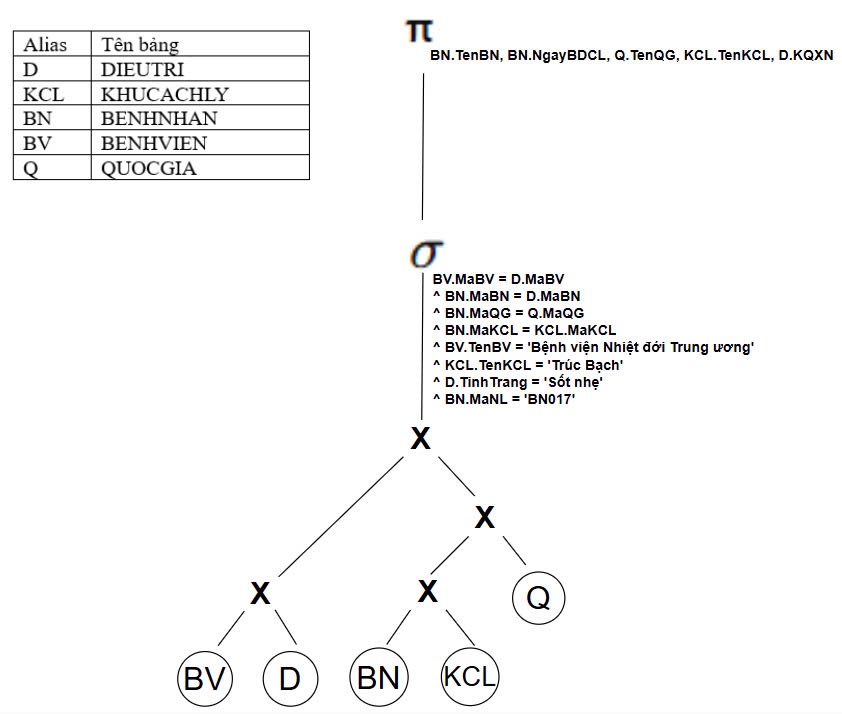 Alias Tên bảng
D DIEUTRI
KCL KHUCACHLY
BN BENHNHAN
BV BENHVIEN
Q QUOCGIA
π
BN.TenBN, BN.NgayBDCL, Q.TenQG, KCL.TenKCL, D.KQXN
σ
BV.MaBV = D.MaBV
^ BN.MaBN = D.MaBN
^ BN.MaQG = Q.MaQG
^ BN.MaKCL = KCL.MaKCL
^ BV.TenBV = 'Bệnh viện Nhiệt đới Trung ương'
^ KCL.TenKCL = 'Trúc Bạch'
^ D.TinhTrang = 'Sốt nhẹ'
^ BN.MaNL = 'BN017'
X
X
X X Q
BV D BN KCL